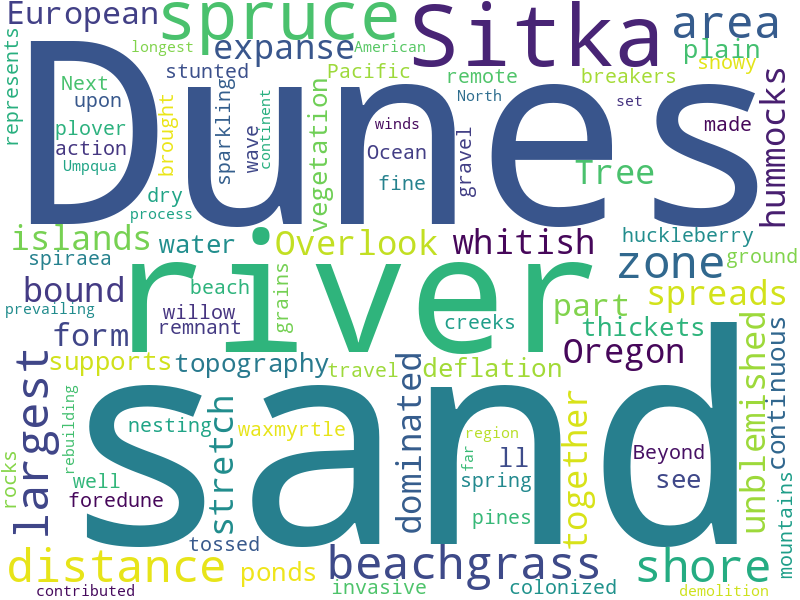 European
spruce
Sitka
area
represents
longest
American
expanse
plain
stunted
Pacific
remote
breakers
snowy
Next
upon
Dunes
North
set
plover
action
Umpqua
brought
sparkling
wave
continent
vegetation
winds
Ocean
fine
gravel
made
Tree
hummocks
dry
process
islands
water
Overlook
whitish
huckleberry
spiraea
zone
ground
bound
beach
grains
river
part
spreads
prevailing
willow
remnant
form
creeks
thickets
largest
supports
topography
travel
deflation
Oregon
unblemished
continuous
rebuilding
nesting
stretch
waxmyrtle
dominated
region
far
ll
together
Beyond
rocks
well
foredune
sand
spring
see
mountains
pines
tossed
distance
ponds
beachgrass
shore
contributed
invasive
colonized
demolition